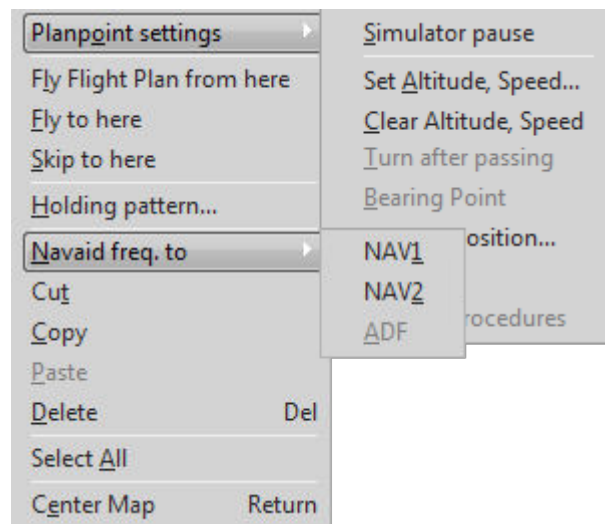 Planpoint settings
Fly Flight Plan from here
Fly to here
Skip to here
Holding pattern...
Navaid freq. to
Cut
Copy
Paste
Delete Del
Select All
Center Map Return
Simulator pause
Set Altitude, Speed...
Clear Altitude, Speed
Turn after passing
Bearing Point
osition...
rocedures
NAV1
NAV2
ADF